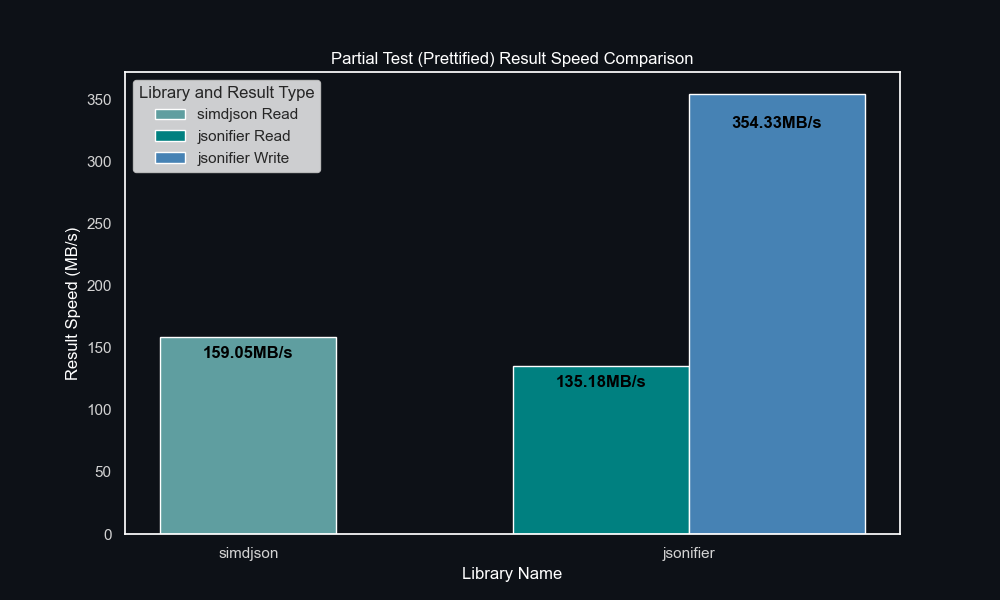 Partial Test (Prettified) Result Speed Comparison
Library and Result Type
simdjson Read
jsonifier Read
jsonifier Write
350
300
250
200
150
100
50
0
Result Speed (MB/s)
354.33MB/s
159.05MB/s
135.18MB/s
simdjson
jsonifier
Library Name